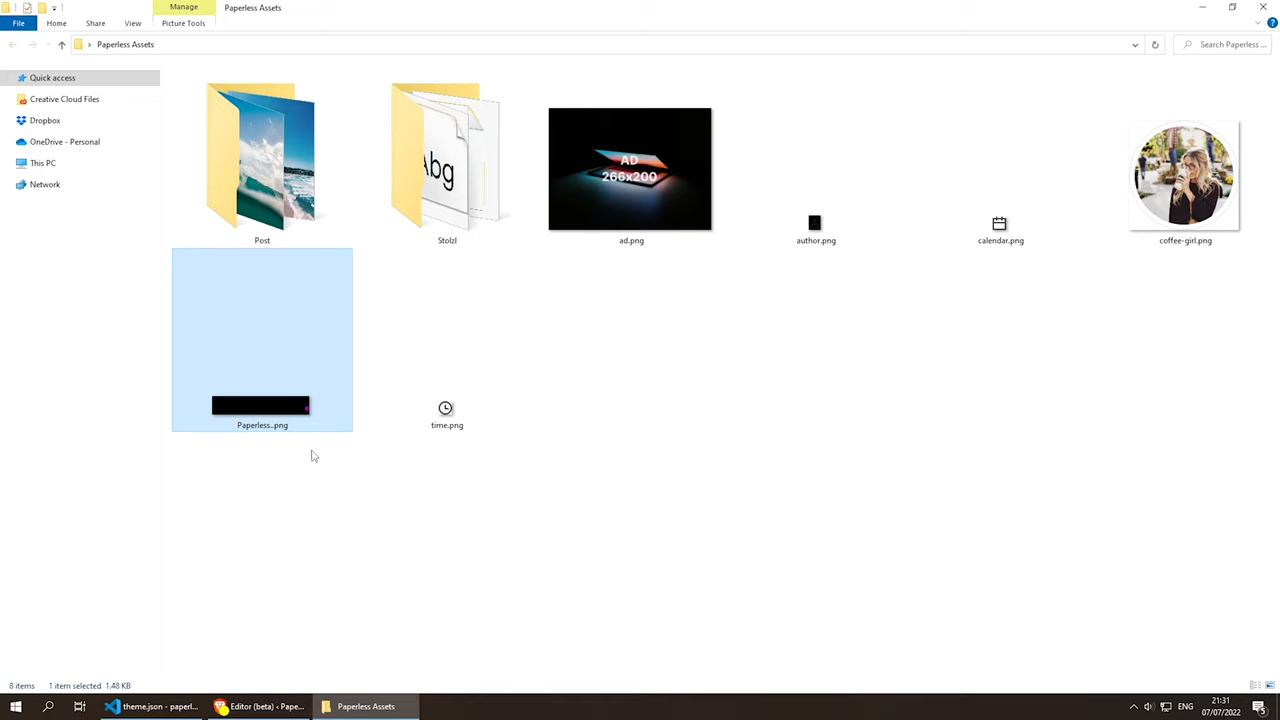 Manage
Paperless Assets
File
Home
Share
View
Picture Tools
Paperless Assets
Search Paperless ...
Quick access
Creative Cloud Files
Dropbox
OneDrive - Personal
This PC
Network
Abg
AD
266x200
Post
Stolzl
ad.png
author.png
calendar.png
coffee-girl.png
Paperless..png
time.png
8 items
1 item selected 1.48 KB
theme.json - paperl...
Editor (beta) ‹ Pape...
Paperless Assets
ENG
21:31
07/07/2022
5